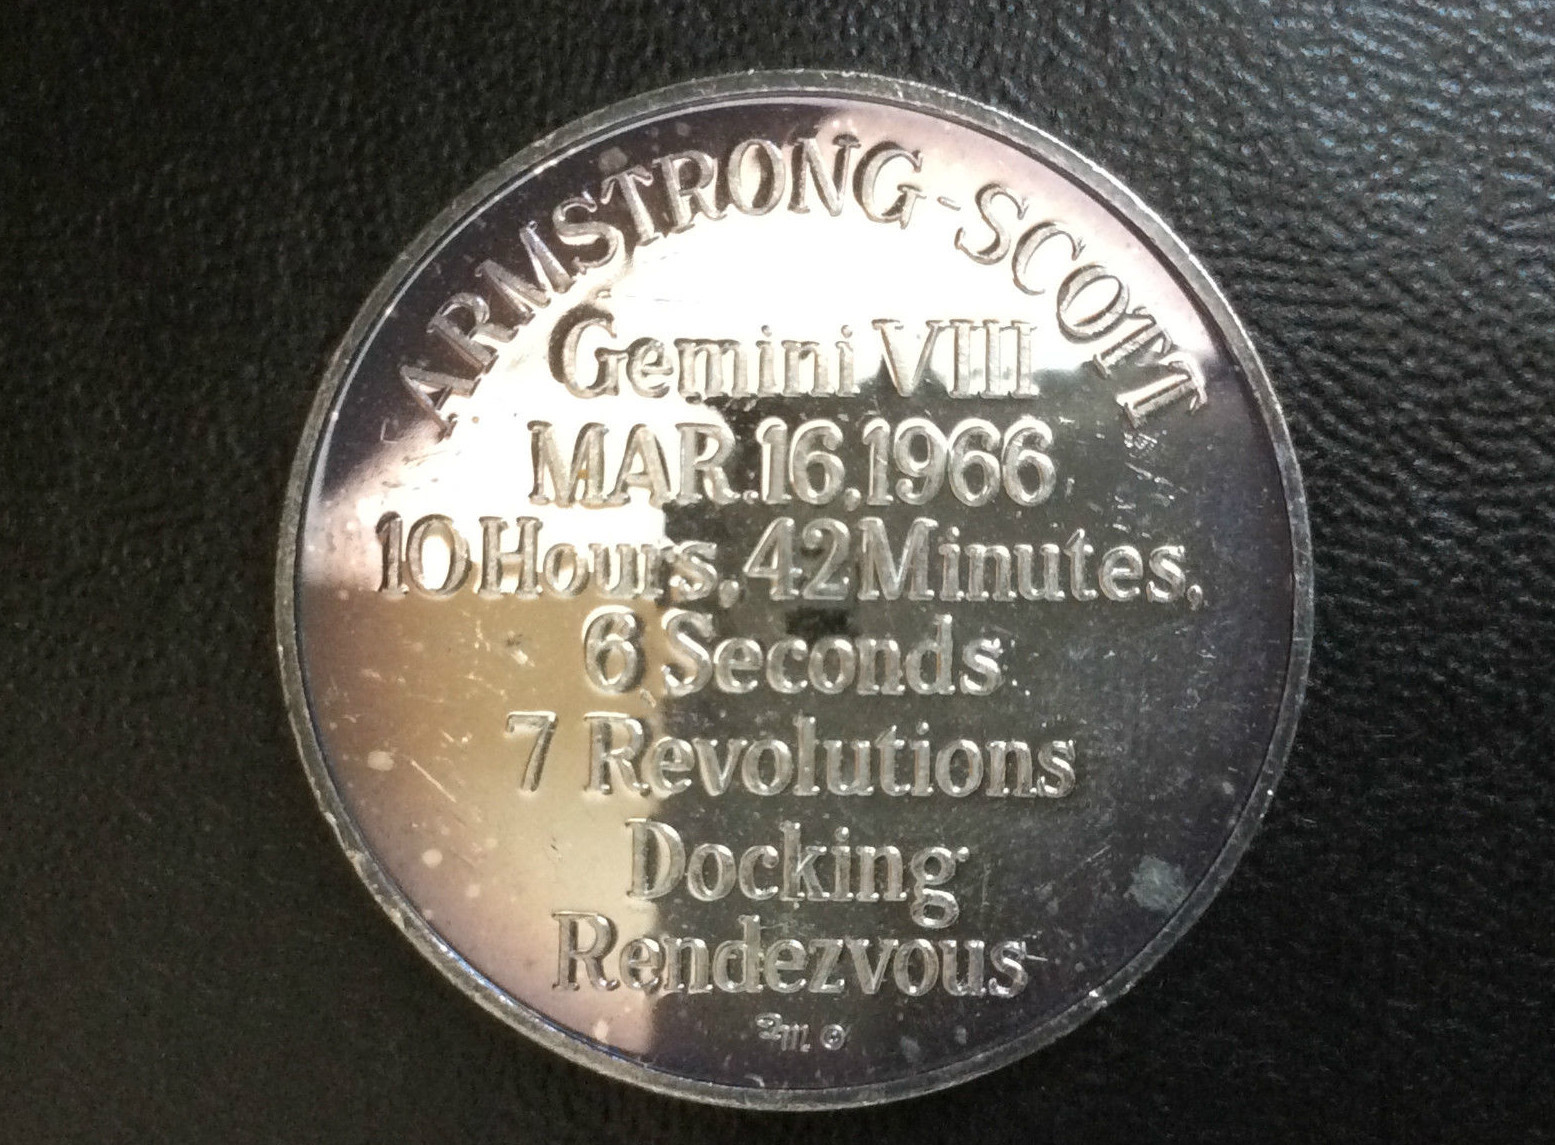 ARMSTRONG-SCOTT
Gemini VIII
MAR.16,1966
10 Hours, 42 Minutes,
6 Seconds
7 Revolutions
Docking
Rendezvous